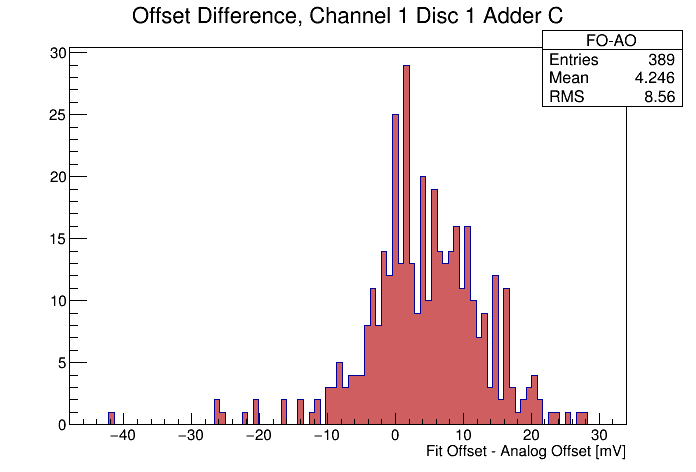 Offset Difference, Channel 1 Disc 1 Adder C
FO-AO
Entries 389
Mean 4.246
RMS 8.56
30
25
20
15
10
5
0
−40 −30 −20 −10 0 10 20 30
Fit Offset - Analog Offset [mV]